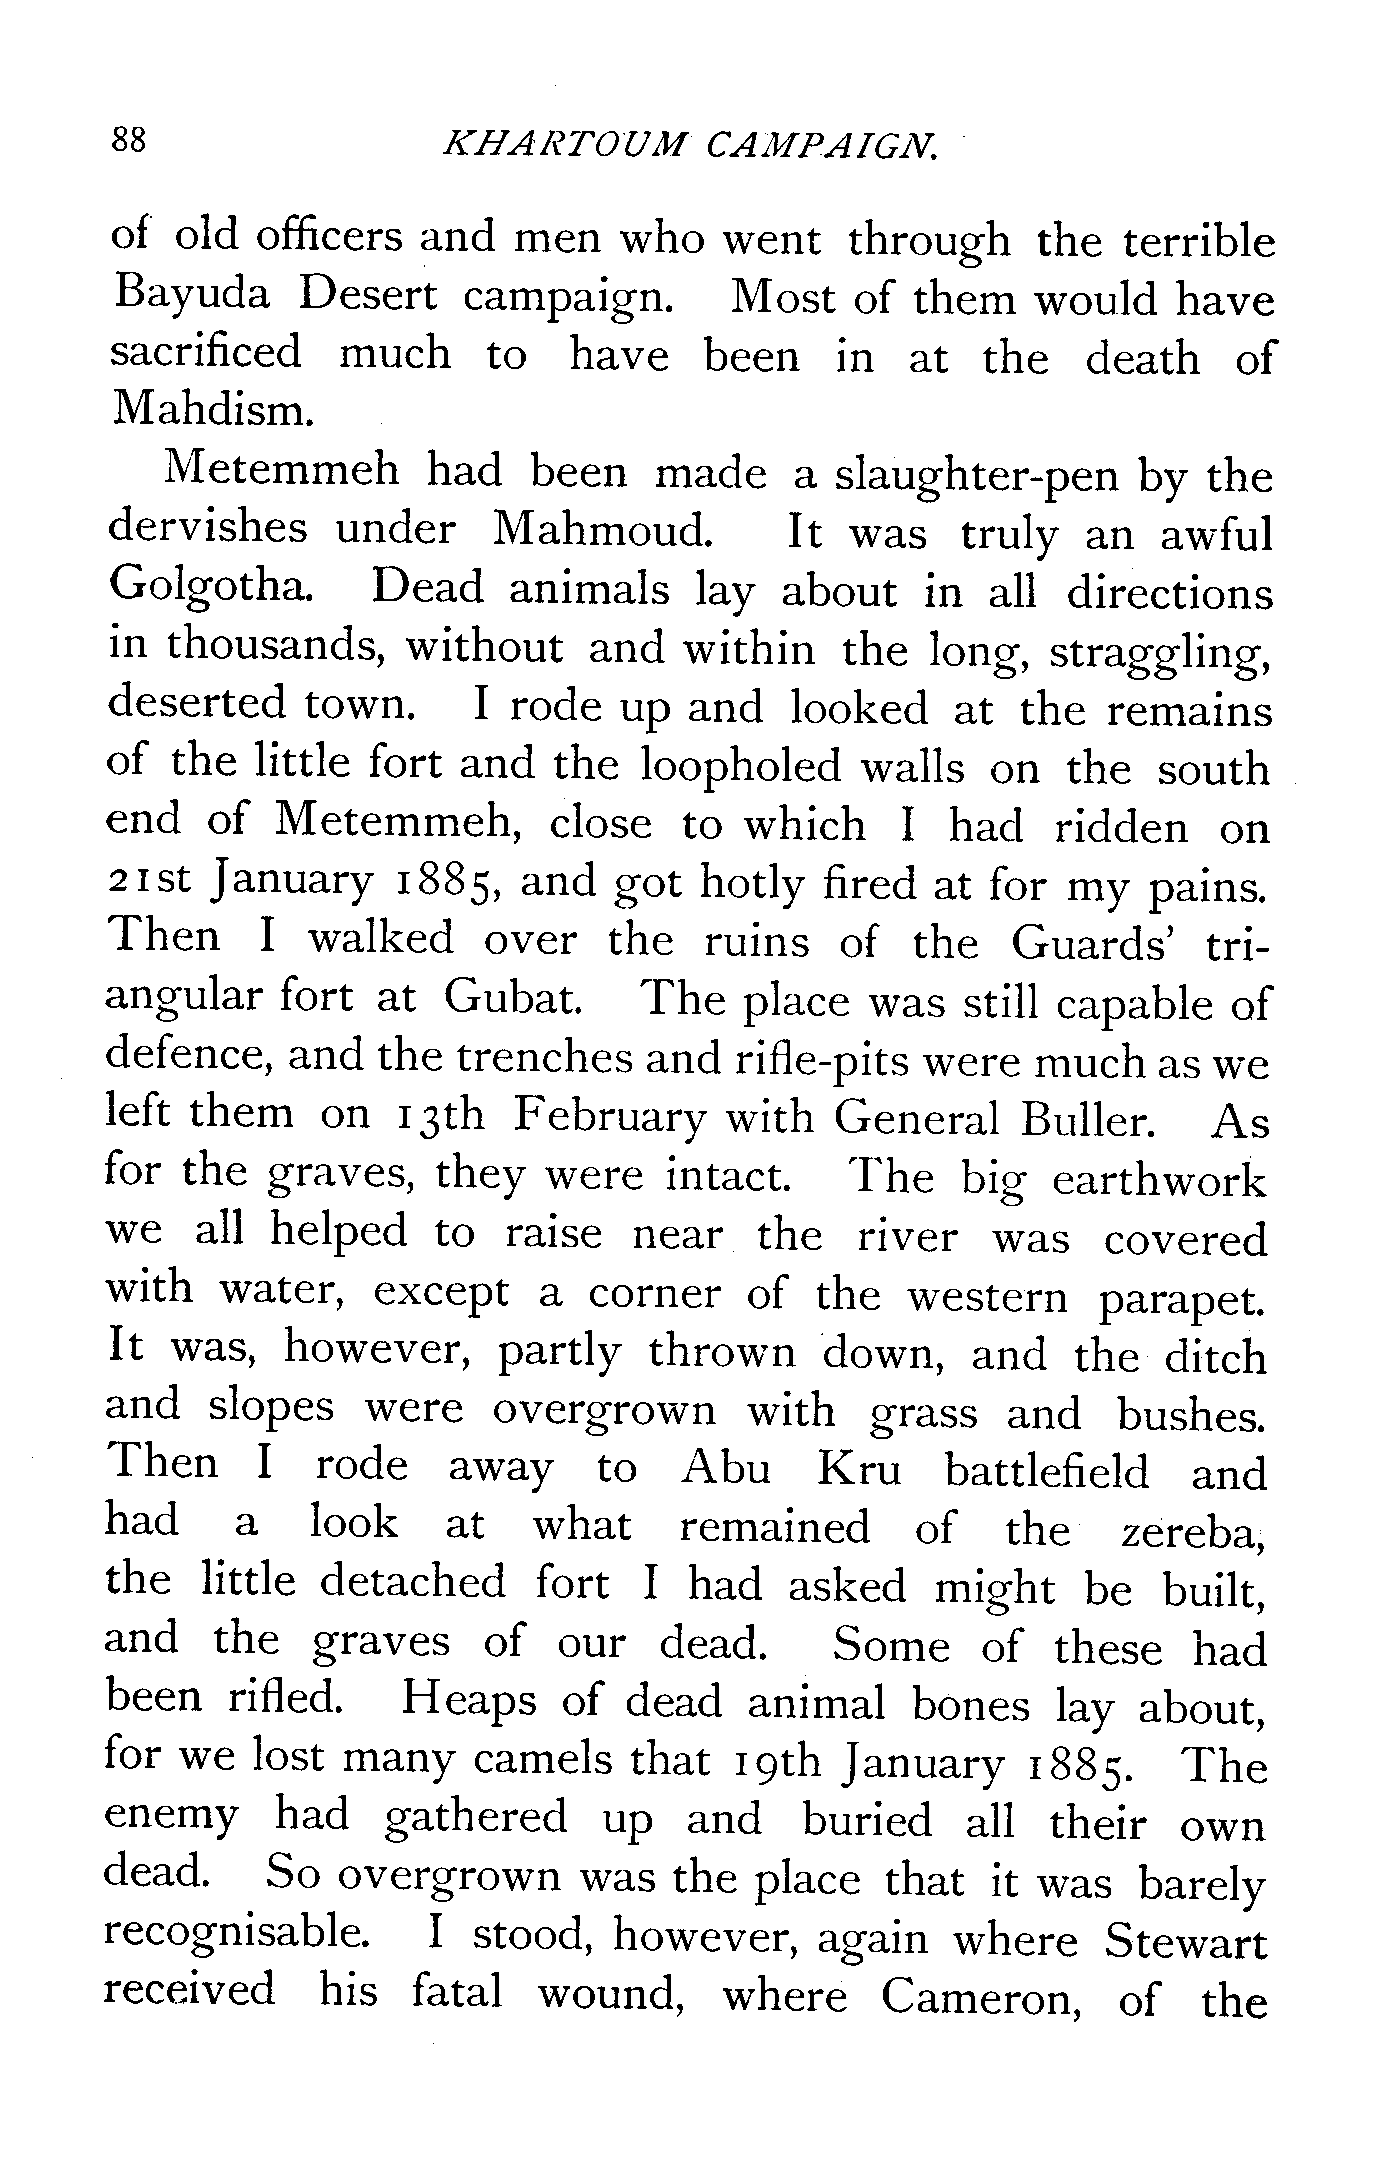 88 KHARTOUM CAMPAIGN.
of old officers and men who went through the terrible
Bayuda Desert campaign. Most of them would have
sacrificed much to have been in at the death of
Mahdism.
Metemmeh had been made a slaughter-pen by the
dervishes under Mahmoud. It was truly an awful
Golgotha. Dead animals lay about in all directions
in thousands, without and within the long, straggling,
deserted town. I rode up and looked at the remains
of the little fort and the loopholed walls on the south
end of Metemmeh, close to which I had ridden on
21st January 1885, and got hotly fired at for my pains.
Then I walked over the ruins of the Guards' tri-
angular fort at Gubat. The place was still capable of
defence, and the trenches and rifle-pits were much as we
left them on 13th February with General Buller. As
for the graves, they were intact. The big earthwork
we all helped to raise near the river was covered
with water, except a corner of the western parapet.
It was, however, partly thrown down, and the ditch
and slopes were overgrown with grass and bushes.
Then I rode away to Abu Kru battlefield and
had a look at what remained of the zereba,
the little detached fort I had asked might be built,
and the graves of our dead. Some of these had
been rifled. Heaps of dead animal bones lay about,
for we lost many camels that 19th January 1885. The
enemy had gathered up and buried all their own
dead. So overgrown was the place that it was barely
recognisable. I stood, however, again where Stewart
received his fatal wound, where Cameron, of the